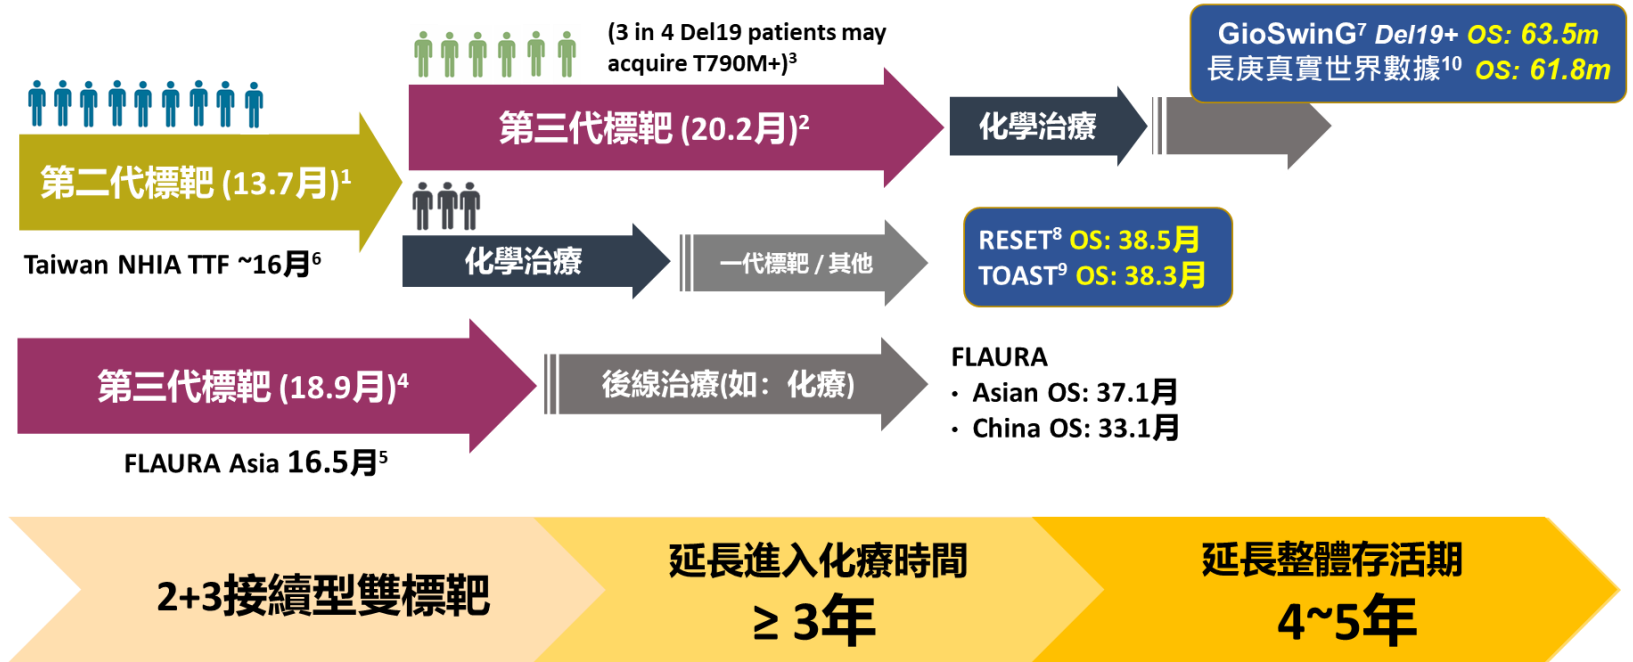 (3 in 4 Del19 patients may
acquire T790M+)³
GioSwinG⁷ Del19+ OS: 63.5m
長庚真實世界數據¹⁰ OS: 61.8m
第二代標靶 (13.7月)¹
第三代標靶 (20.2月)²
化學治療
Taiwan NHIA TTF ~16月⁶
化學治療
一代標靶 / 其他
RESET⁸ OS: 38.5月
TOAST⁹ OS: 38.3月
第三代標靶 (18.9月)⁴
後線治療(如：化療)
FLAURA
· Asian OS: 37.1月
· China OS: 33.1月
FLAURA Asia 16.5月⁵
2+3接續型雙標靶
延長進入化療時間
≥ 3年
延長整體存活期
4~5年